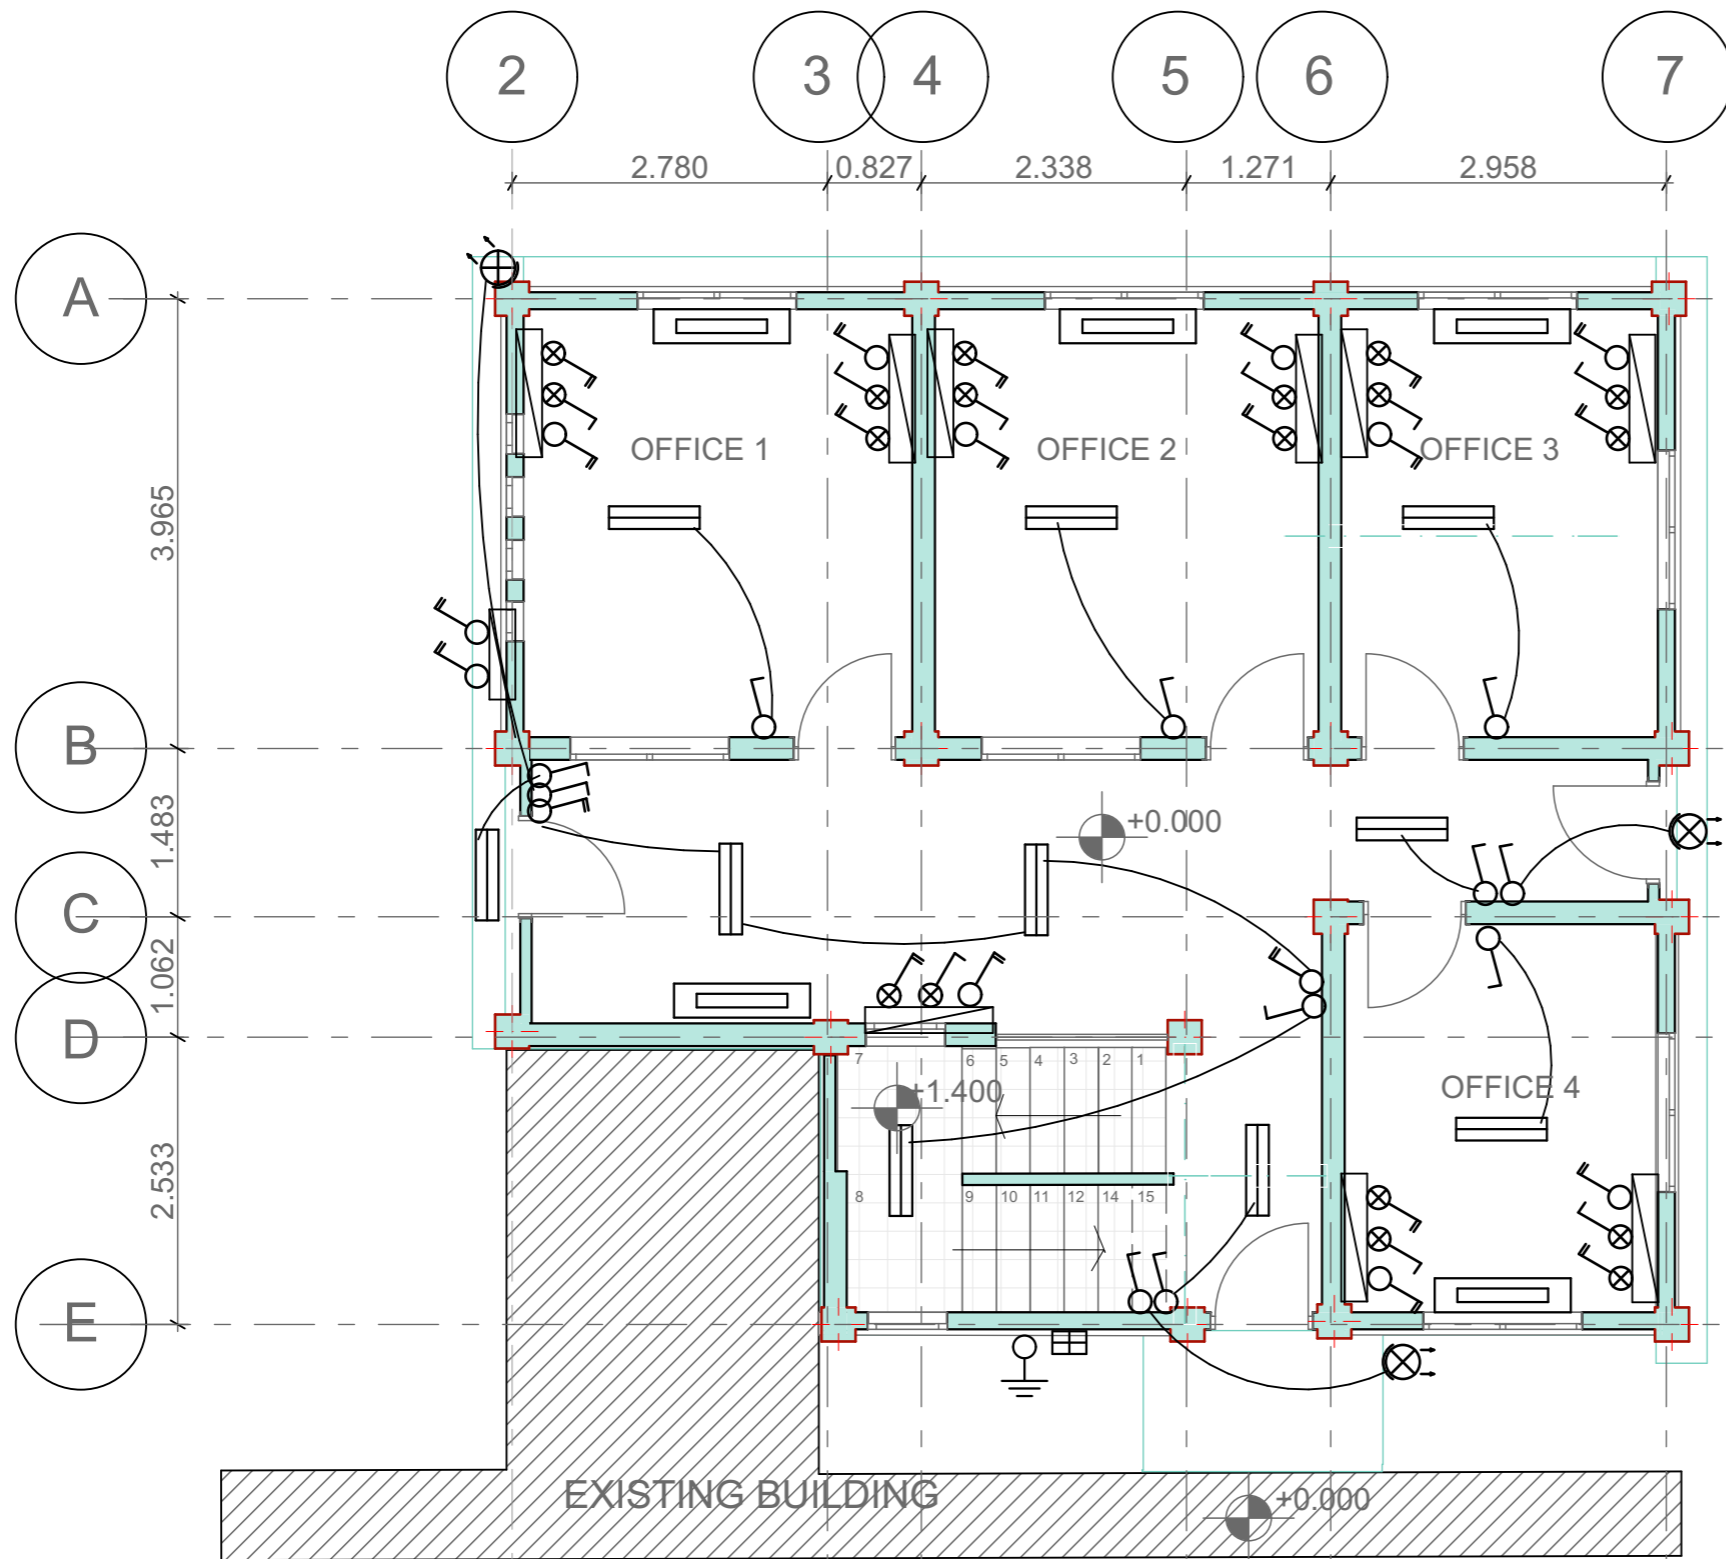 2 3 4 5 6 7
2.780 0.827 2.338 1.271 2.958
A
OFFICE 1 OFFICE 2 OFFICE 3
3.965
B
1.483
+0.000
C
1.062
D
7 6 5 4 3 2 1
+1.400
OFFICE 4
2.533
8 9 10 11 12 14 15
E
EXISTING BUILDING
+0.000